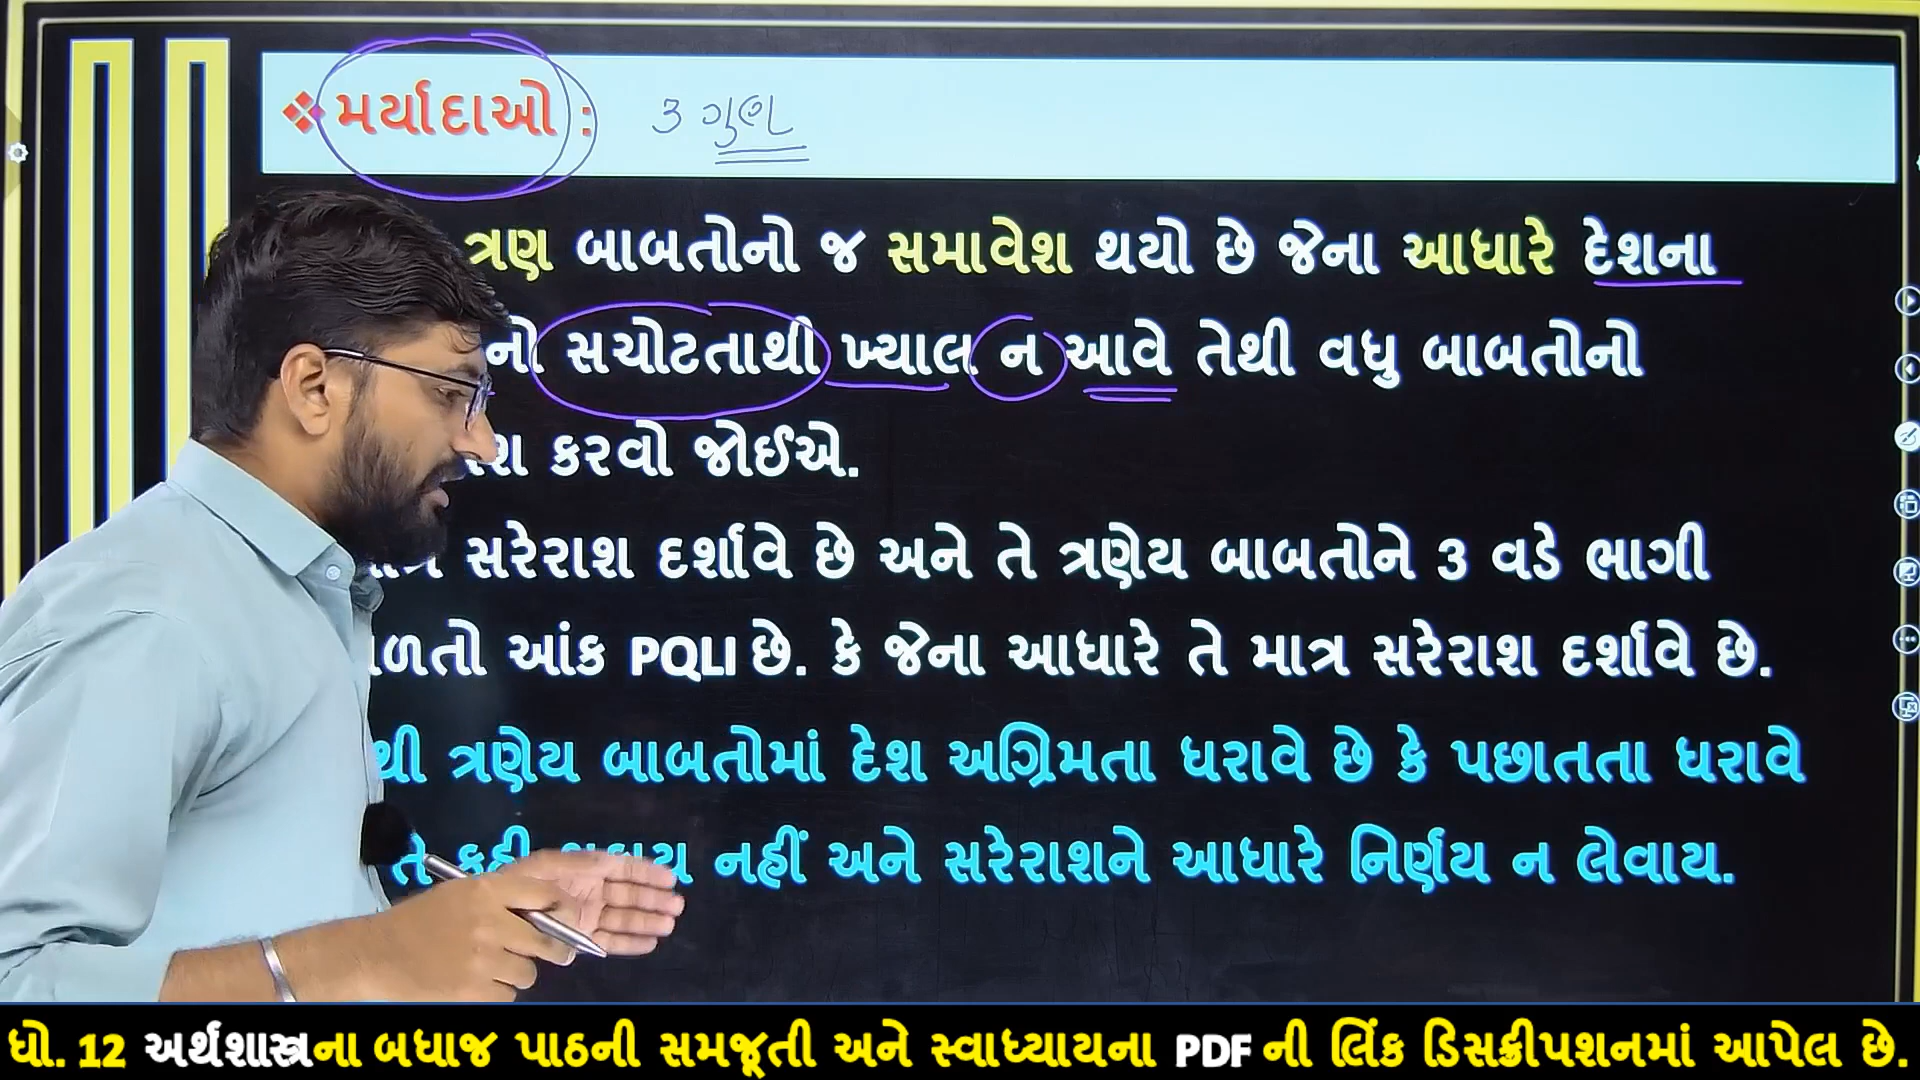 ❖ મર્યાદાઓ : 3 ગુણ
ત્રણ બાબતોનો જ સમાવેશ થયો છે જેના આધારે દેશના
સચોટતાથી ખ્યાલ ન આવે તેથી વધુ બાબતોનો
કરવો જોઈએ.
સરેરાશ દર્શાવે છે અને તે ત્રણેય બાબતોને 3 વડે ભાગી
આંક PQLI છે. કે જેના આધારે તે માત્ર સરેરાશ દર્શાવે છે.
ત્રણેય બાબતોમાં દેશ અગ્રિમતા ધરાવે છે કે પછાતતા ધરાવે
તે નહીં અને સરેરાશને આધારે નિર્ણય ન લેવાય.
ધો. 12 અર્થશાસ્ત્રના બધાજ પાઠની સમજૂતી અને સ્વાધ્યાયના PDF ની લિંક ડિસક્રીપશનમાં આપેલ છે.